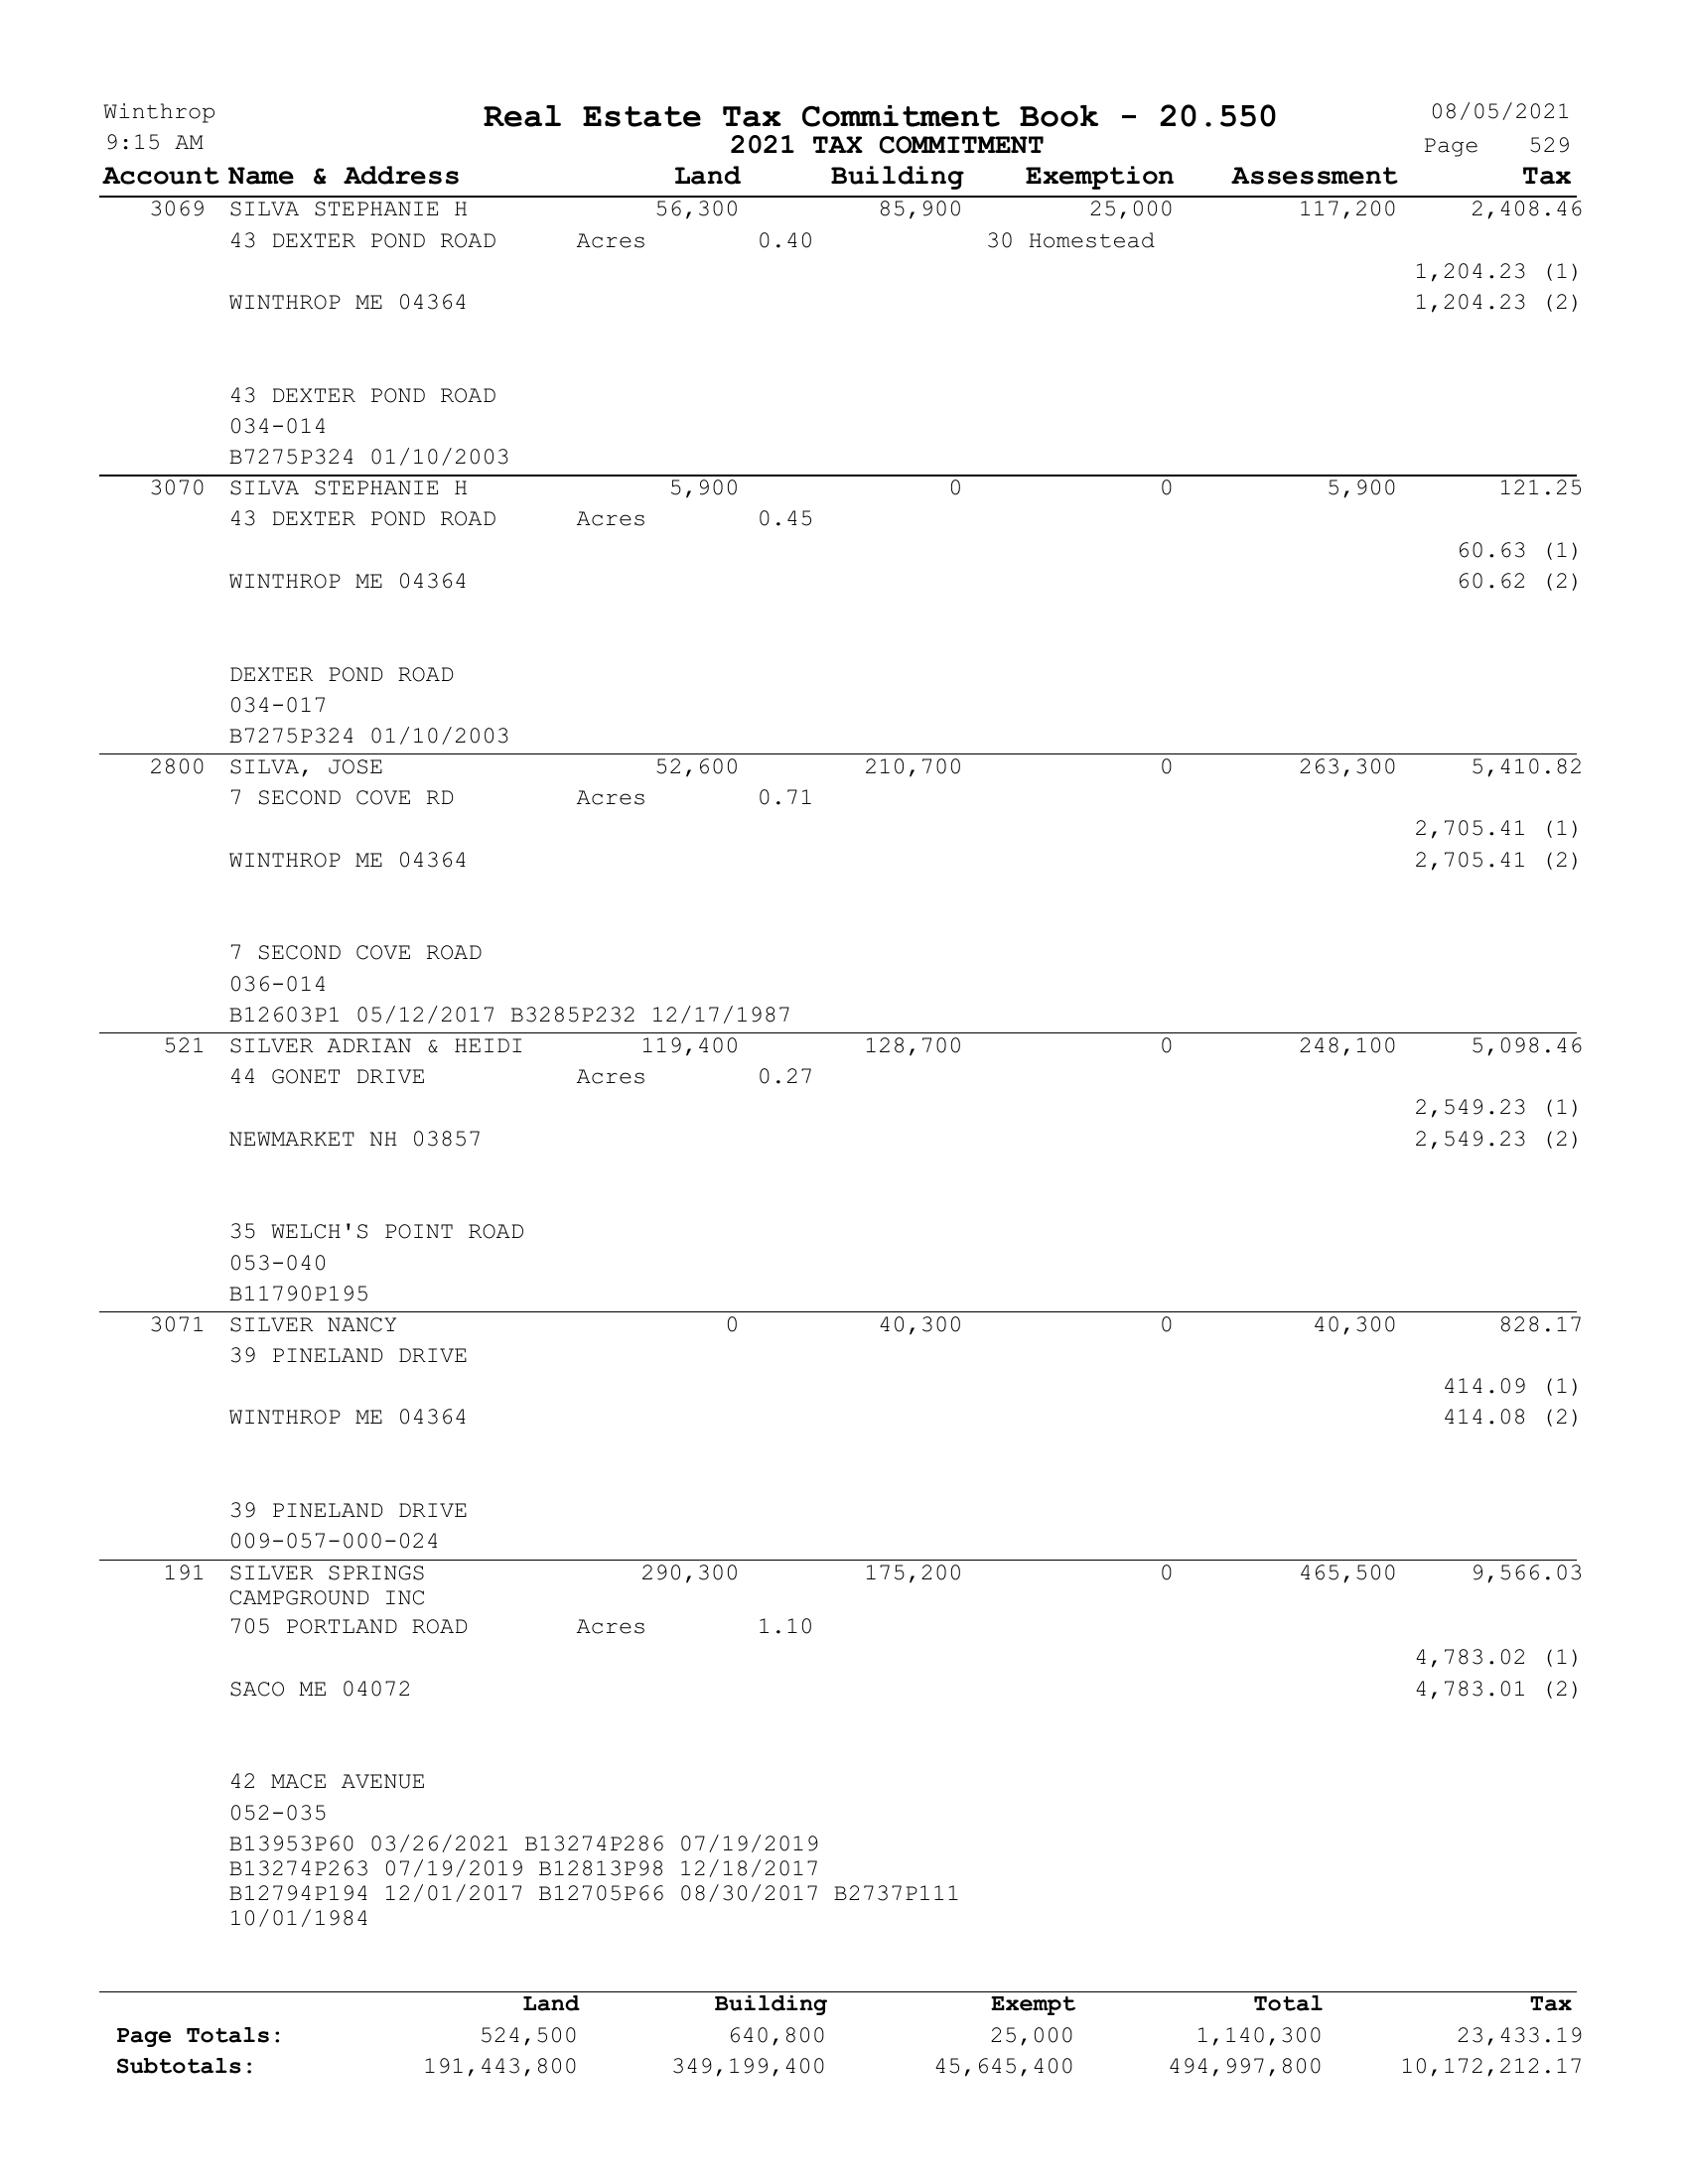 Winthrop Real Estate Tax Commitment Book - 20.550 08/05/2021
9:15 AM 2021 TAX COMMITMENT Page 529
Account Name & Address Land Building Exemption Assessment Tax
3069 SILVA STEPHANIE H 56,300 85,900 25,000 117,200 2,408.46
43 DEXTER POND ROAD Acres 0.40 30 Homestead
1,204.23 (1)
WINTHROP ME 04364 1,204.23 (2)
43 DEXTER POND ROAD
034-014
B7275P324 01/10/2003
3070 SILVA STEPHANIE H 5,900 0 0 5,900 121.25
43 DEXTER POND ROAD Acres 0.45
60.63 (1)
WINTHROP ME 04364 60.62 (2)
DEXTER POND ROAD
034-017
B7275P324 01/10/2003
2800 SILVA, JOSE 52,600 210,700 0 263,300 5,410.82
7 SECOND COVE RD Acres 0.71
2,705.41 (1)
WINTHROP ME 04364 2,705.41 (2)
7 SECOND COVE ROAD
036-014
B12603P1 05/12/2017 B3285P232 12/17/1987
521 SILVER ADRIAN & HEIDI 119,400 128,700 0 248,100 5,098.46
44 GONET DRIVE Acres 0.27
2,549.23 (1)
NEWMARKET NH 03857 2,549.23 (2)
35 WELCH'S POINT ROAD
053-040
B11790P195
3071 SILVER NANCY 0 40,300 0 40,300 828.17
39 PINELAND DRIVE
414.09 (1)
WINTHROP ME 04364 414.08 (2)
39 PINELAND DRIVE
009-057-000-024
191 SILVER SPRINGS 290,300 175,200 0 465,500 9,566.03
CAMPGROUND INC
705 PORTLAND ROAD Acres 1.10
4,783.02 (1)
SACO ME 04072 4,783.01 (2)
42 MACE AVENUE
052-035
B13953P60 03/26/2021 B13274P286 07/19/2019
B13274P263 07/19/2019 B12813P98 12/18/2017
B12794P194 12/01/2017 B12705P66 08/30/2017 B2737P111
10/01/1984
Land Building Exempt Total Tax
Page Totals: 524,500 640,800 25,000 1,140,300 23,433.19
Subtotals: 191,443,800 349,199,400 45,645,400 494,997,800 10,172,212.17